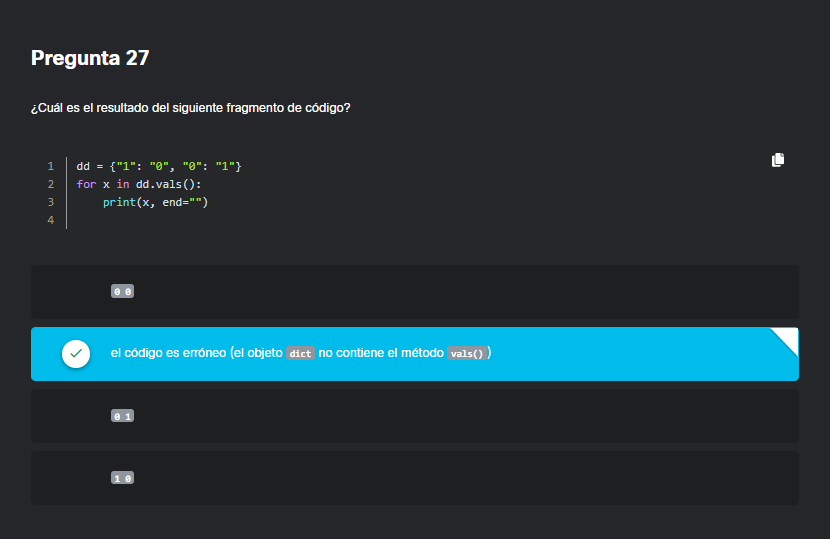 Pregunta 27
¿Cuál es el resultado del siguiente fragmento de código?
1 dd = {"1": "0", "0": "1"}
2 for x in dd.vals():
3     print(x, end="")
4
0 0
el código es erróneo (el objeto dict no contiene el método vals())
0 1
1 0